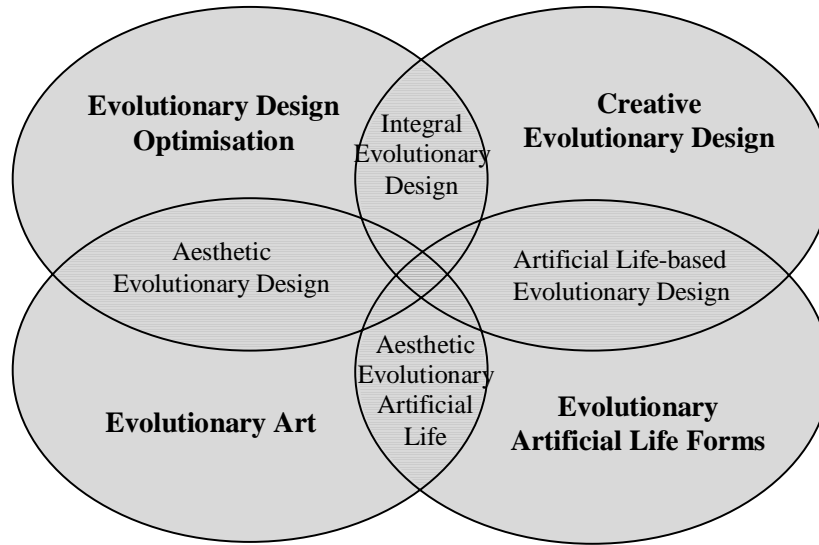 Evolutionary Design
Optimisation
Integral
Evolutionary
Design
Creative
Evolutionary Design
Aesthetic
Evolutionary Design
Artificial Life-based
Evolutionary Design
Evolutionary Art
Aesthetic
Evolutionary
Artificial
Life
Evolutionary
Artificial Life Forms